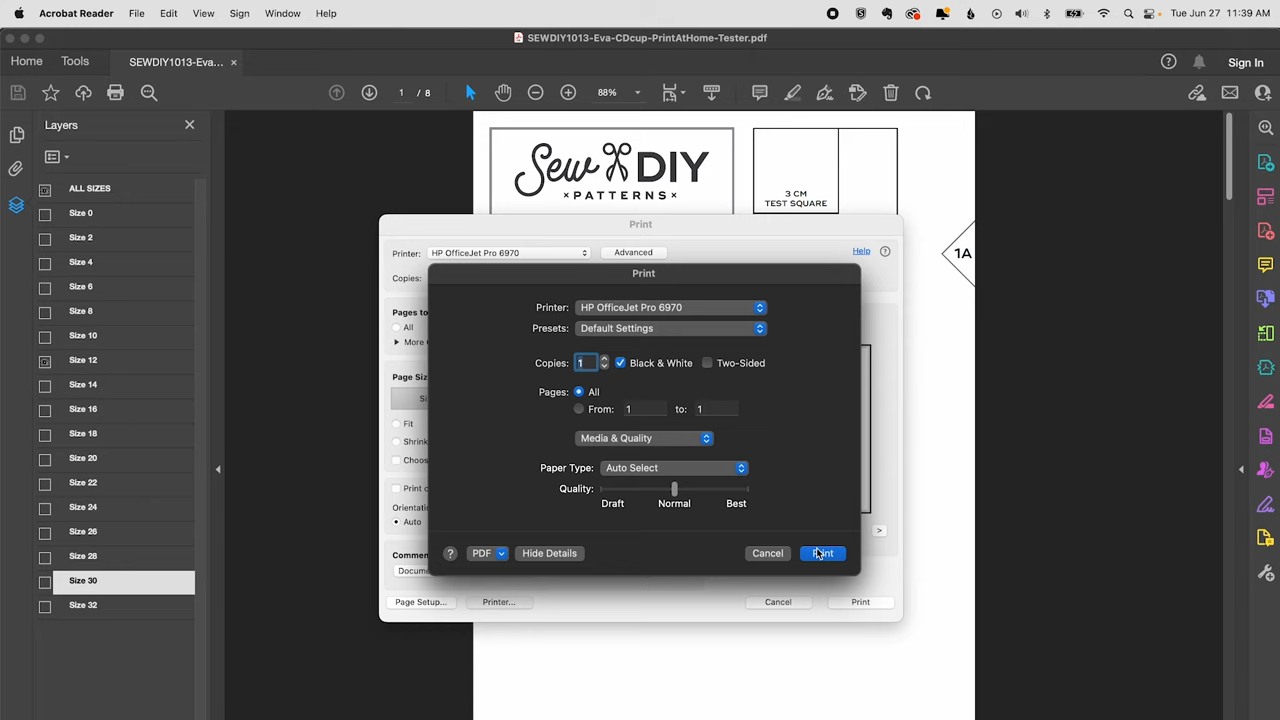 Acrobat Reader File Edit View Sign Window Help Tue Jun 27 11:39 AM
SEWDIY1013-Eva-CDcup-PrintAtHome-Tester.pdf
Home Tools SEWDIY1013-Eva... × Sign In
1 / 8 88%
Layers
ALL SIZES
Size 0
Size 2
Size 4
Size 6
Size 8
Size 10
Size 12
Size 14
Size 16
Size 18
Size 20
Size 22
Size 24
Size 26
Size 28
Size 30
Size 32
Sew DIY
×PATTERNS×
3 CM
TEST SQUARE
1A
Print
Printer: HP OfficeJet Pro 6970 Advanced Help ?
Copies:
Pages to
All
More
Page Siz
Si
Fit
Shrink
Choos
Print o
Orientatio
Auto
Commen
Docume
>
Page Setup... Printer... Cancel Print
Print
Printer: HP OfficeJet Pro 6970
Presets: Default Settings
Copies: 1 Black & White Two-Sided
Pages: All
From: 1 to: 1
Media & Quality
Paper Type: Auto Select
Quality:
Draft Normal Best
? PDF Hide Details Cancel Print